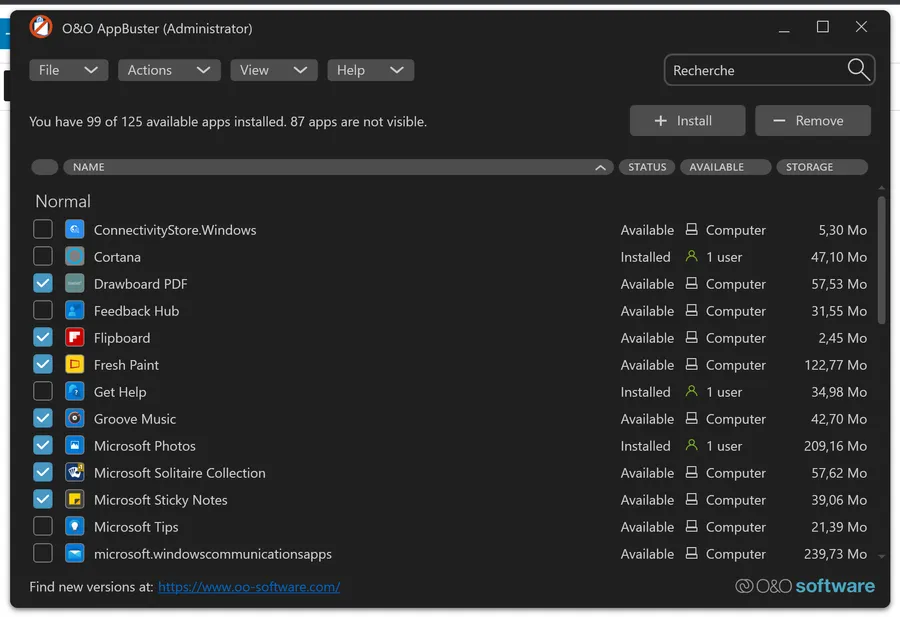 O&O AppBuster (Administrator)
File Actions View Help Recherche
You have 99 of 125 available apps installed. 87 apps are not visible.
+ Install − Remove
NAME STATUS AVAILABLE STORAGE
Normal
ConnectivityStore.Windows Available Computer 5,30 Mo
Cortana Installed 1 user 47,10 Mo
Drawboard PDF Available Computer 57,53 Mo
Feedback Hub Available Computer 31,55 Mo
Flipboard Available Computer 2,45 Mo
Fresh Paint Available Computer 122,77 Mo
Get Help Installed 1 user 34,98 Mo
Groove Music Available Computer 42,70 Mo
Microsoft Photos Installed 1 user 209,16 Mo
Microsoft Solitaire Collection Available Computer 57,62 Mo
Microsoft Sticky Notes Available Computer 39,06 Mo
Microsoft Tips Available Computer 21,39 Mo
microsoft.windowscommunicationsapps Available Computer 239,73 Mo
Find new versions at: https://www.oo-software.com/ O&O software